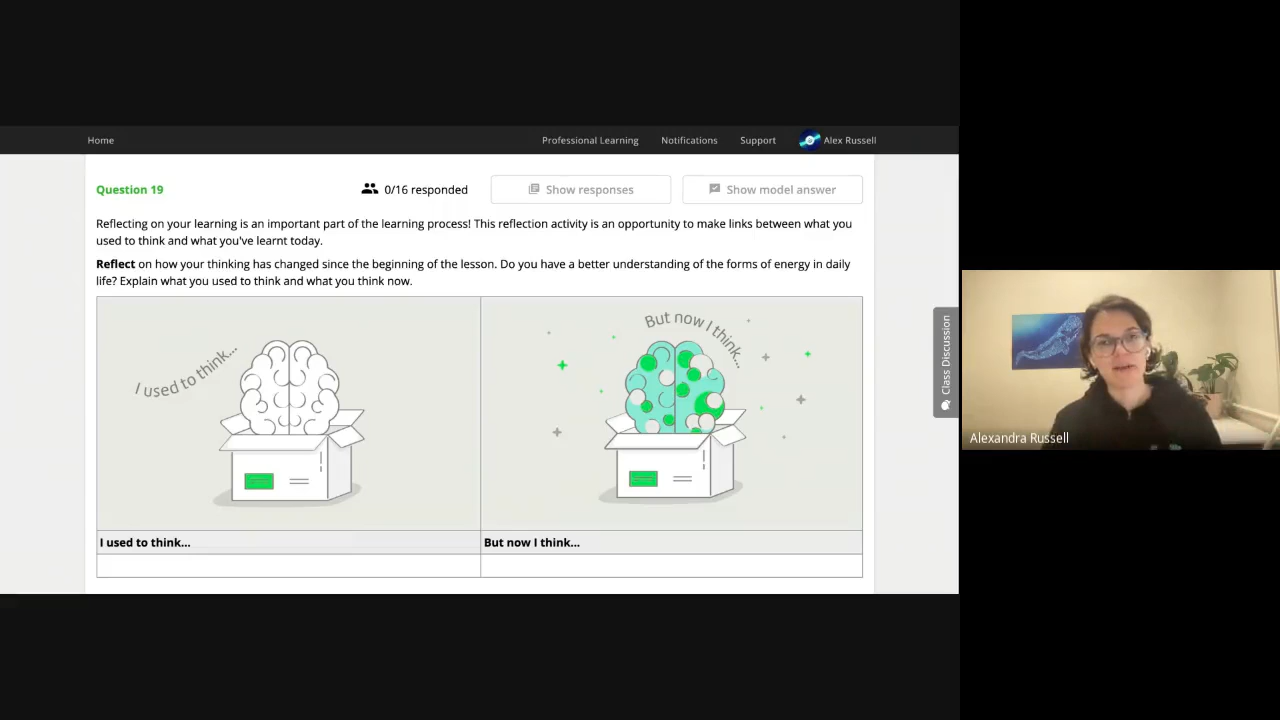 Home
Professional Learning
Notifications
Support
Alex Russell
Question 19
0/16 responded
Show responses
Show model answer
Reflecting on your learning is an important part of the learning process! This reflection activity is an opportunity to make links between what you
used to think and what you've learnt today.
Reflect on how your thinking has changed since the beginning of the lesson. Do you have a better understanding of the forms of energy in daily
life? Explain what you used to think and what you think now.
I used to think...
But now I think...
I used to think...
But now I think...
Class Discussion
Alexandra Russell